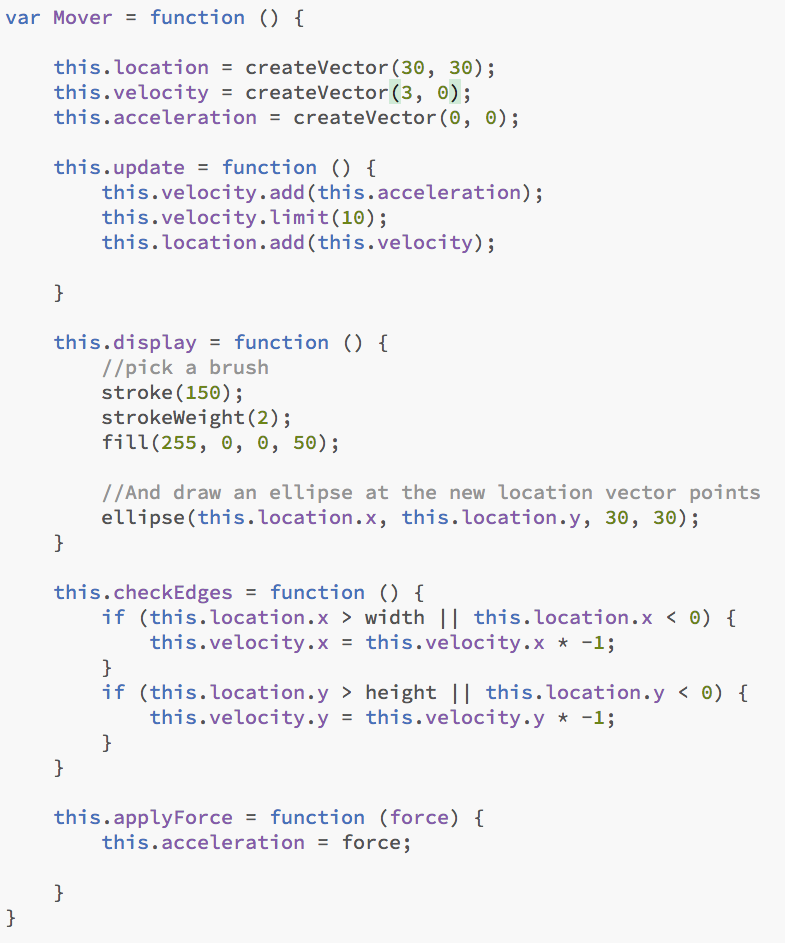 var Mover = function () {
    this.location = createVector(30, 30);
    this.velocity = createVector(3, 0);
    this.acceleration = createVector(0, 0);
    this.update = function () {
        this.velocity.add(this.acceleration);
        this.velocity.limit(10);
        this.location.add(this.velocity);
    }
    this.display = function () {
        //pick a brush
        stroke(150);
        strokeWeight(2);
        fill(255, 0, 0, 50);
        //And draw an ellipse at the new location vector points
        ellipse(this.location.x, this.location.y, 30, 30);
    }
    this.checkEdges = function () {
        if (this.location.x > width || this.location.x < 0) {
            this.velocity.x = this.velocity.x * -1;
        }
        if (this.location.y > height || this.location.y < 0) {
            this.velocity.y = this.velocity.y * -1;
        }
    }
    this.applyForce = function (force) {
        this.acceleration = force;
    }
}